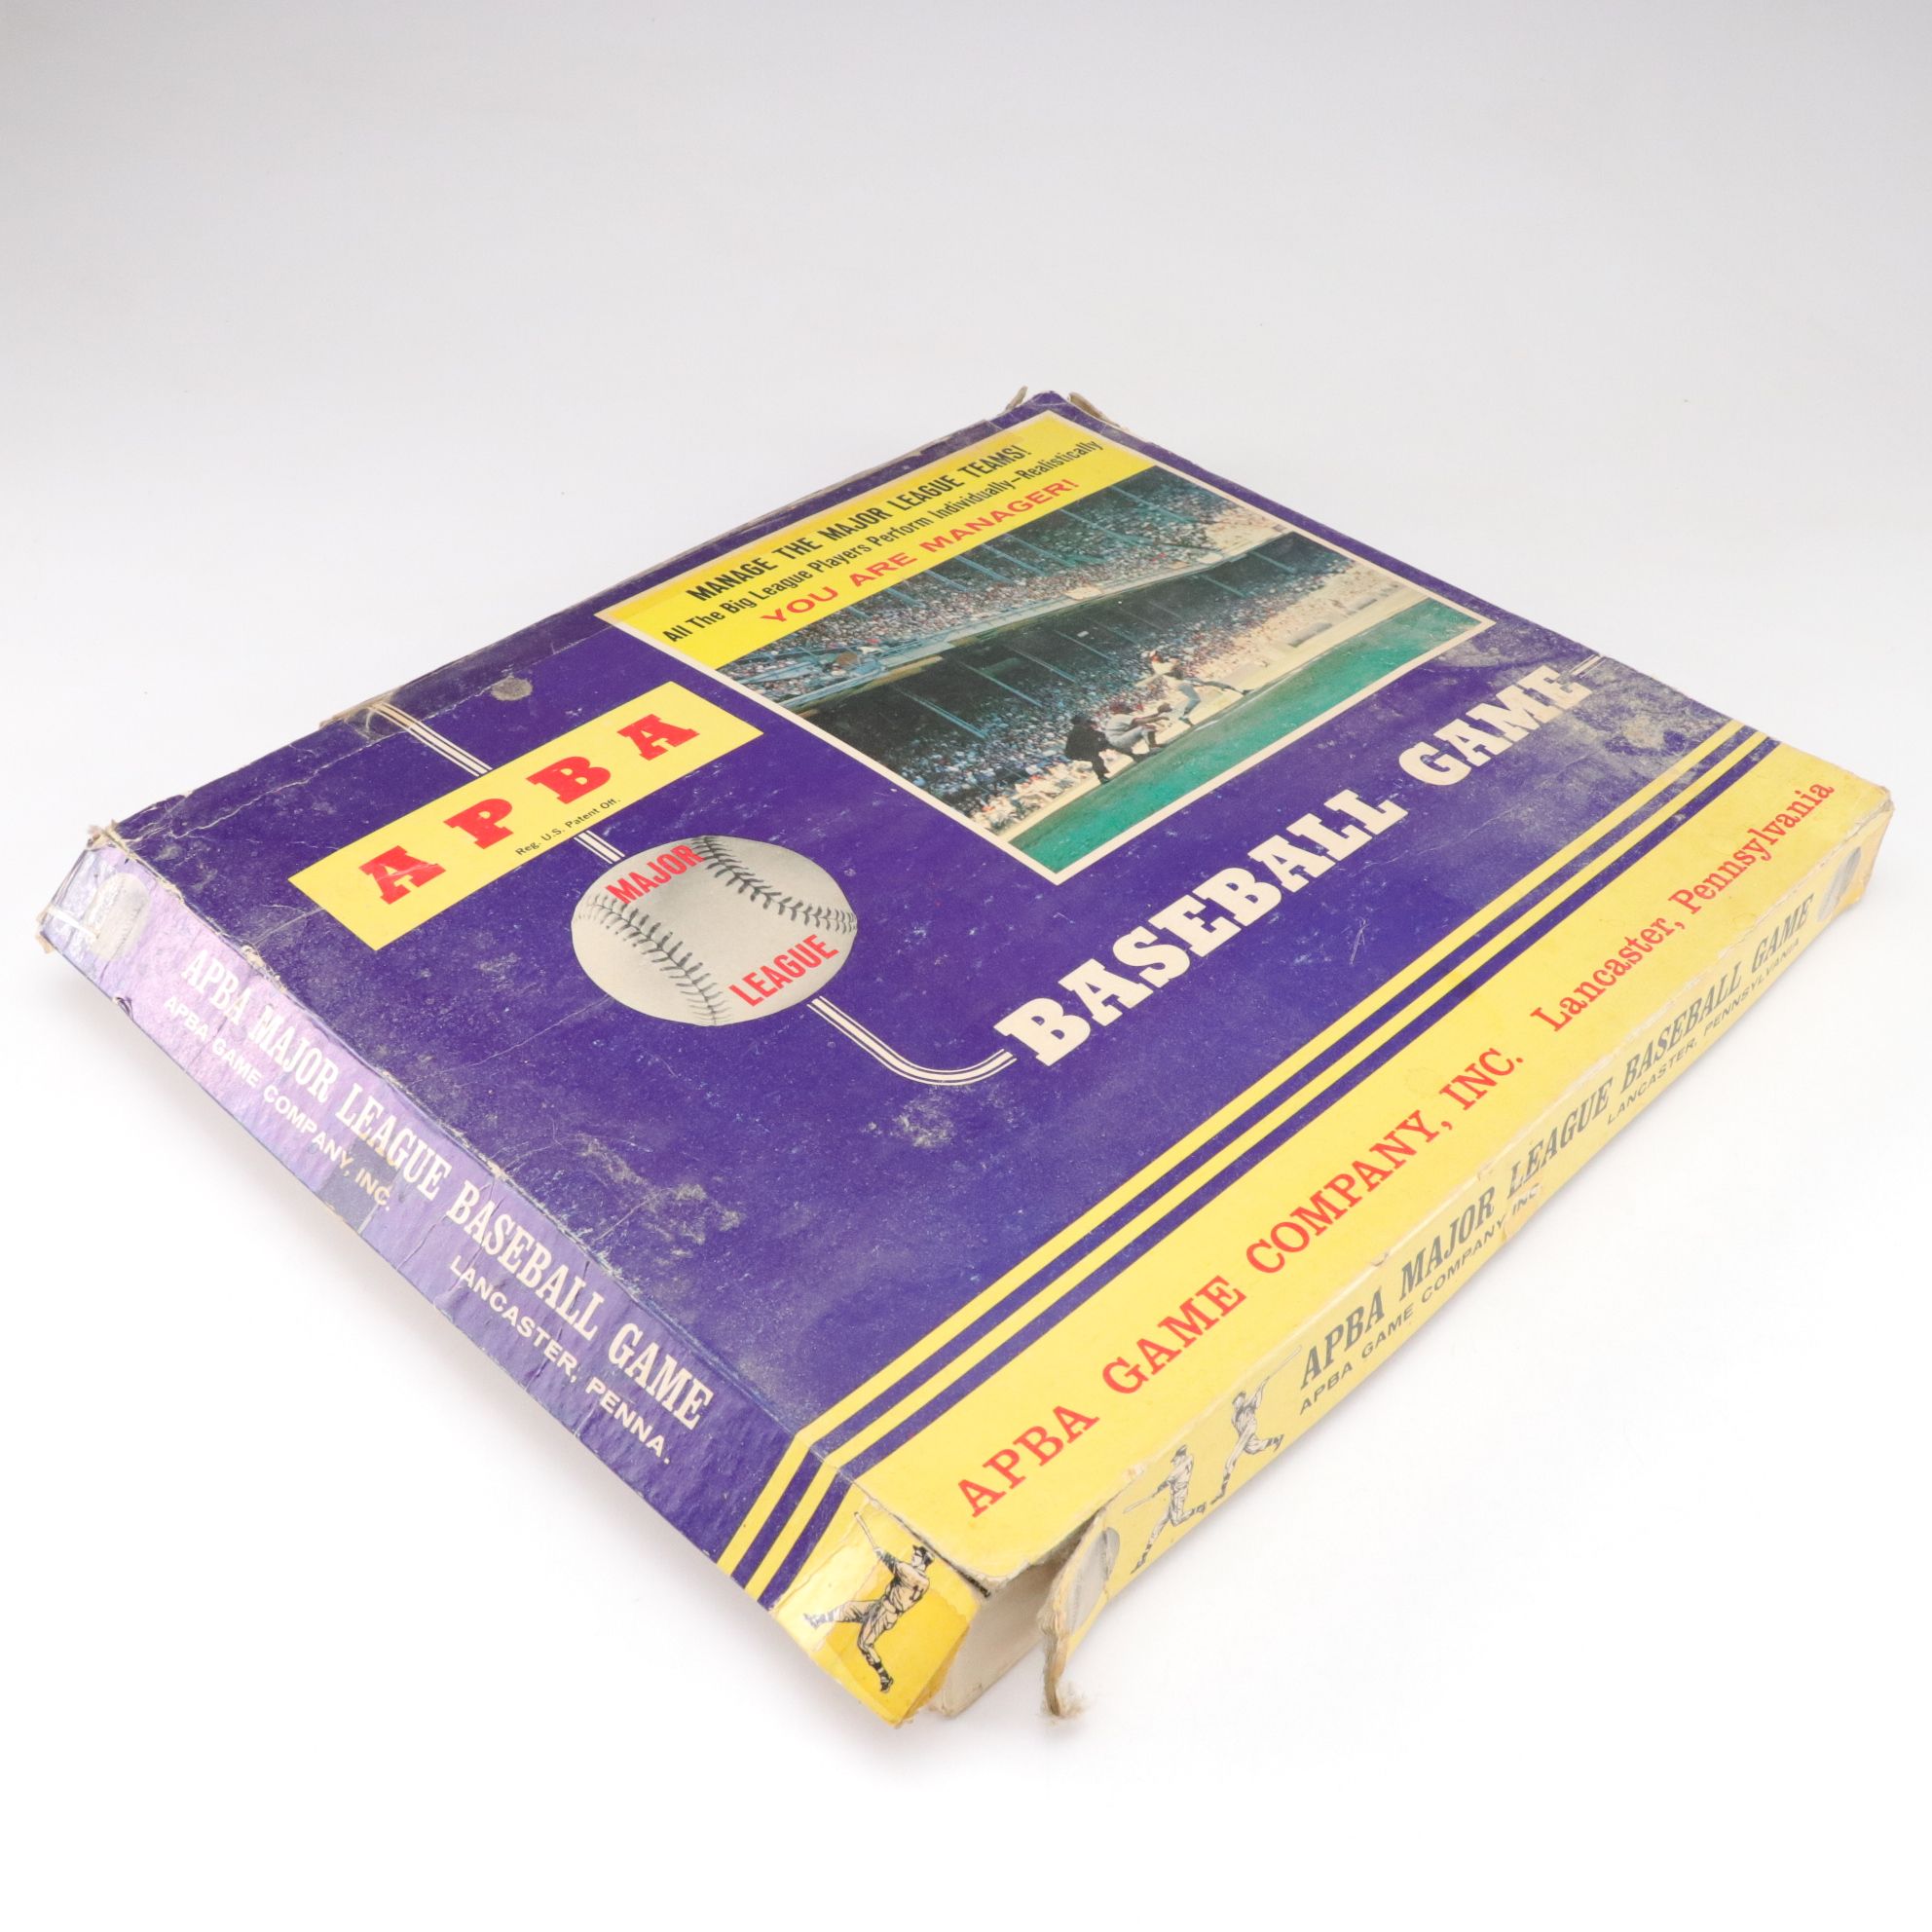 MANAGE THE MAJOR LEAGUE TEAMS!
All The Big League Players Perform Individually—Realistically
YOU ARE MANAGER!
APBA
Reg. U.S. Patent Off.
MAJOR
LEAGUE
BASEBALL GAME
APBA GAME COMPANY, INC. Lancaster, Pennsylvania
APBA MAJOR LEAGUE BASEBALL GAME
APBA GAME COMPANY, INC. LANCASTER, PENNA.
APBA MAJOR LEAGUE BASEBALL GAME
APBA GAME COMPANY, INC. LANCASTER, PENNSYLVANIA